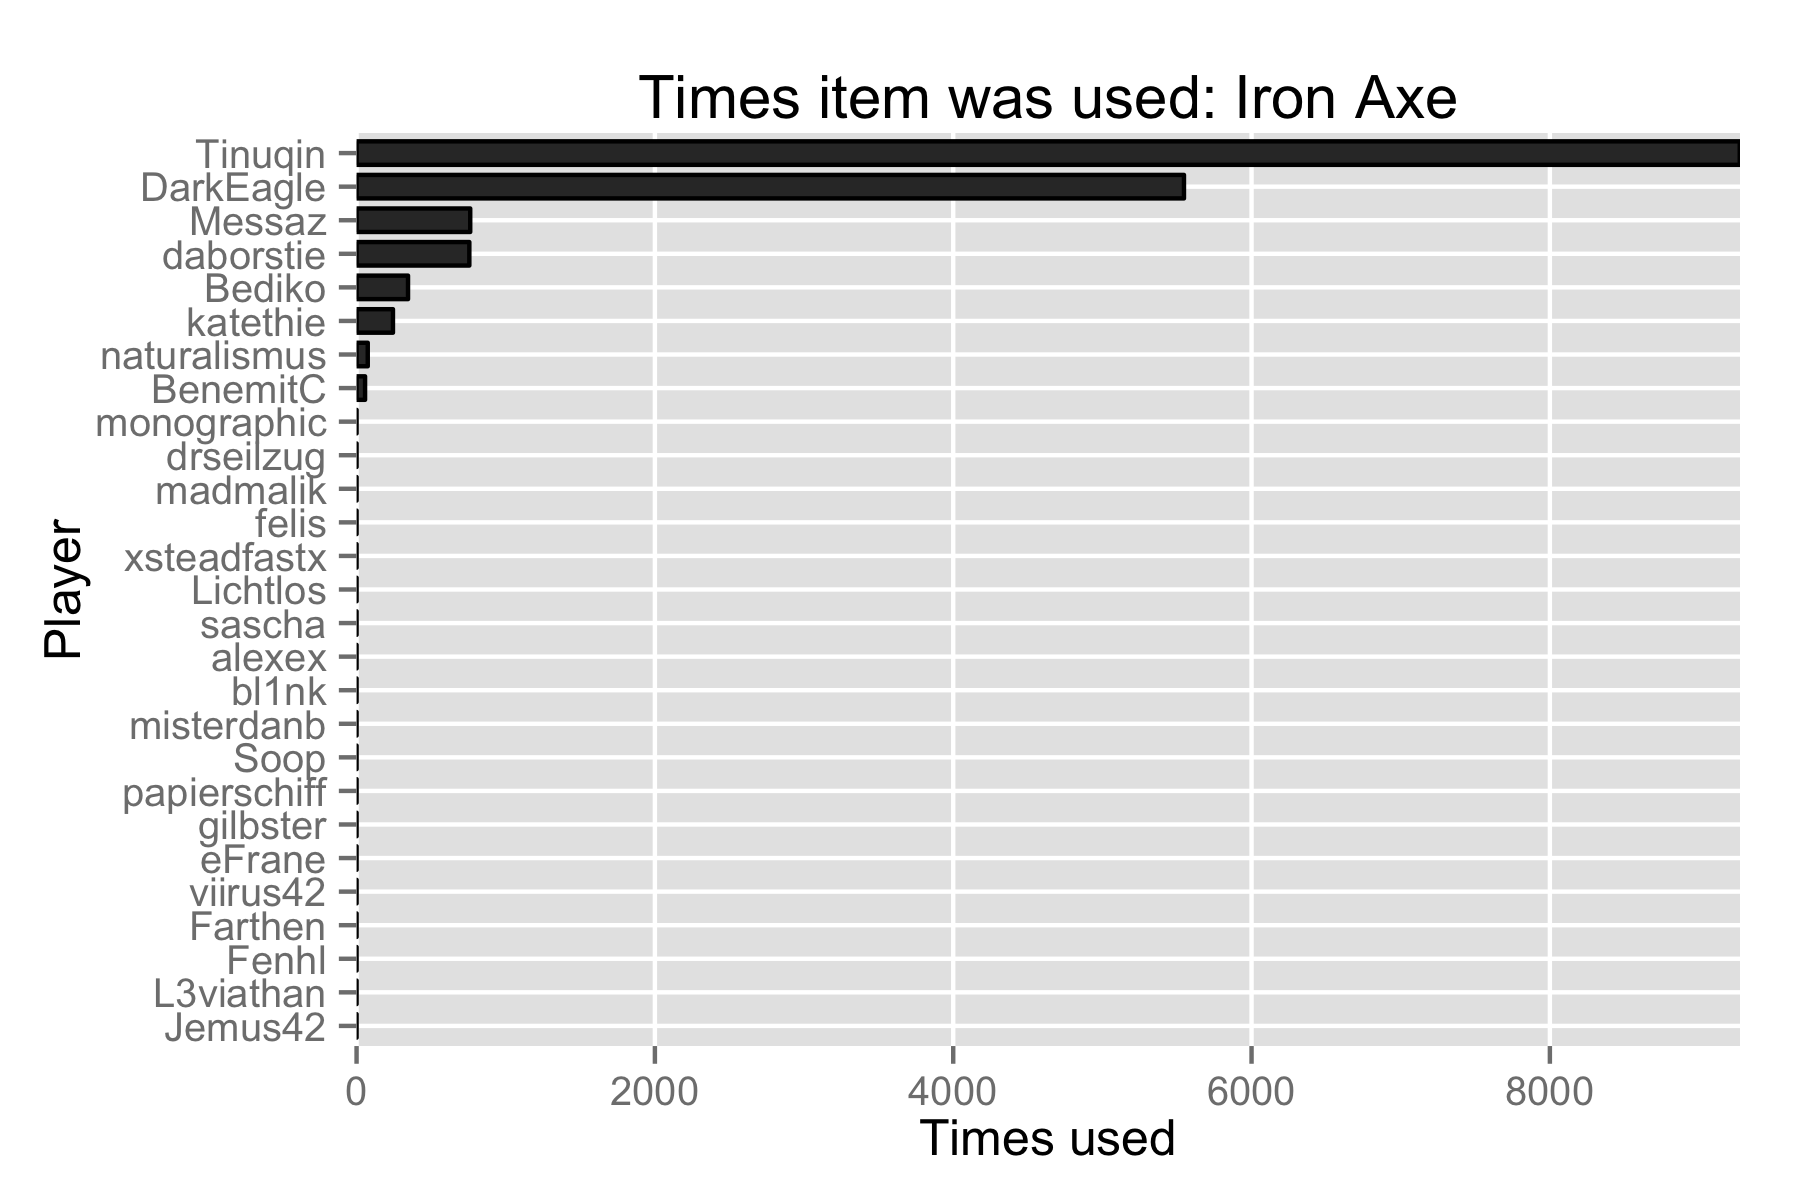 Times item was used: Iron Axe
Tinuqin
DarkEagle
Messaz
daborstie
Bediko
katethie
naturalismus
BenemitC
monographic
drseilzug
madmalik
felis
xsteadfastx
Lichtlos
sascha
alexex
bl1nk
misterdanb
Soop
papierschiff
gilbster
eFrane
viirus42
Farthen
Fenhl
L3viathan
Jemus42
Player
0 2000 4000 6000 8000
Times used